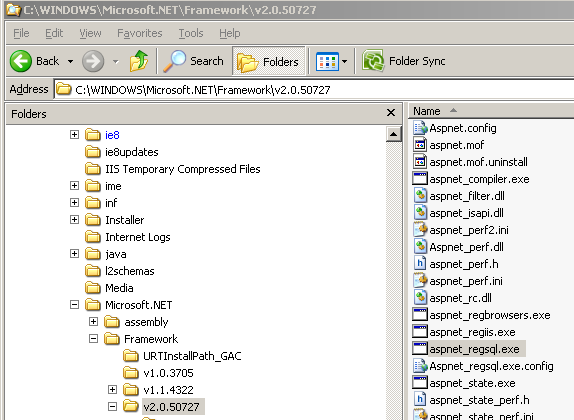 C:\WINDOWS\Microsoft.NET\Framework\v2.0.50727
File Edit View Favorites Tools Help
Back Search Folders Folder Sync
Address C:\WINDOWS\Microsoft.NET\Framework\v2.0.50727
Folders
ie8
ie8updates
IIS Temporary Compressed Files
ime
inf
Installer
Internet Logs
java
l2schemas
Media
Microsoft.NET
assembly
Framework
URTInstallPath_GAC
v1.0.3705
v1.1.4322
v2.0.50727
Name
Aspnet.config
aspnet.mof
aspnet.mof.uninstall
aspnet_compiler.exe
aspnet_filter.dll
aspnet_isapi.dll
aspnet_perf2.ini
Aspnet_perf.dll
aspnet_perf.h
aspnet_perf.ini
aspnet_rc.dll
aspnet_regbrowsers.exe
aspnet_regiis.exe
aspnet_regsql.exe
Aspnet_regsql.exe.config
aspnet_state.exe
aspnet_state_perf.h
aspnet_state_perf.ini